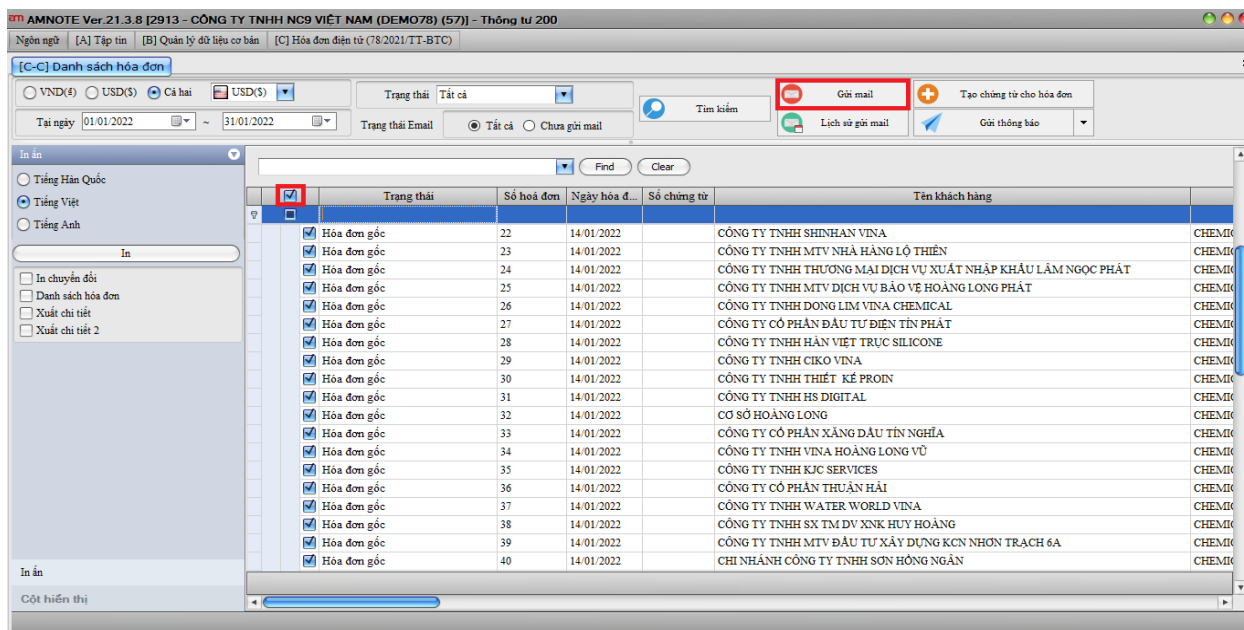 am AMNOTE Ver.21.3.8 [2913 - CÔNG TY TNHH NC9 VIỆT NAM (DEMO78) (57)] - Thông tư 200
Ngôn ngữ [A] Tập tin [B] Quản lý dữ liệu cơ bản [C] Hóa đơn điện tử (78/2021/TT-BTC)
[C-C] Danh sách hóa đơn
VND(₫) USD($) Cả hai USD($) Trạng thái Tất cả Tìm kiếm Gửi mail Tạo chứng từ cho hóa đơn
Tại ngày 01/01/2022 ~ 31/01/2022 Trạng thái Email Tất cả Chưa gửi mail Lịch sử gửi mail Gửi thông báo
In ấn
Find Clear
Tiếng Hàn Quốc
Tiếng Việt
Tiếng Anh
In
In chuyển đổi
Danh sách hóa đơn
Xuất chi tiết
Xuất chi tiết 2
Trạng thái Số hoá đơn Ngày hóa đ... Số chứng từ Tên khách hàng
Hóa đơn gốc 22 14/01/2022 CÔNG TY TNHH SHINHAN VINA CHEMI
Hóa đơn gốc 23 14/01/2022 CÔNG TY TNHH MTV NHÀ HÀNG LỘ THIÊN CHEMI
Hóa đơn gốc 24 14/01/2022 CÔNG TY TNHH THƯƠNG MẠI DỊCH VỤ XUẤT NHẬP KHẨU LÂM NGỌC PHÁT CHEMI
Hóa đơn gốc 25 14/01/2022 CÔNG TY TNHH MTV DỊCH VỤ BẢO VỆ HOÀNG LONG PHÁT CHEMI
Hóa đơn gốc 26 14/01/2022 CÔNG TY TNHH DONG LIM VINA CHEMICAL CHEMI
Hóa đơn gốc 27 14/01/2022 CÔNG TY CỔ PHẦN ĐẦU TƯ ĐIỆN TÍN PHÁT CHEMI
Hóa đơn gốc 28 14/01/2022 CÔNG TY TNHH HÀN VIỆT TRỤC SILICONE CHEMI
Hóa đơn gốc 29 14/01/2022 CÔNG TY TNHH CIKO VINA CHEMI
Hóa đơn gốc 30 14/01/2022 CÔNG TY TNHH THIẾT KẾ PROIN CHEMI
Hóa đơn gốc 31 14/01/2022 CÔNG TY TNHH HS DIGITAL CHEMI
Hóa đơn gốc 32 14/01/2022 CƠ SỞ HOÀNG LONG CHEMI
Hóa đơn gốc 33 14/01/2022 CÔNG TY CỔ PHẦN XĂNG DẦU TÍN NGHĨA CHEMI
Hóa đơn gốc 34 14/01/2022 CÔNG TY TNHH VINA HOÀNG LONG VŨ CHEMI
Hóa đơn gốc 35 14/01/2022 CÔNG TY TNHH KJC SERVICES CHEMI
Hóa đơn gốc 36 14/01/2022 CÔNG TY CỔ PHẦN THUẬN HẢI CHEMI
Hóa đơn gốc 37 14/01/2022 CÔNG TY TNHH WATER WORLD VINA CHEMI
Hóa đơn gốc 38 14/01/2022 CÔNG TY TNHH SX TM DV XNK HUY HOÀNG CHEMI
Hóa đơn gốc 39 14/01/2022 CÔNG TY TNHH MTV ĐẦU TƯ XÂY DỰNG KCN NHƠN TRẠCH 6A CHEMI
Hóa đơn gốc 40 14/01/2022 CHI NHÁNH CÔNG TY TNHH SƠN HỒNG NGÂN CHEMI
In ấn
Cột hiển thị